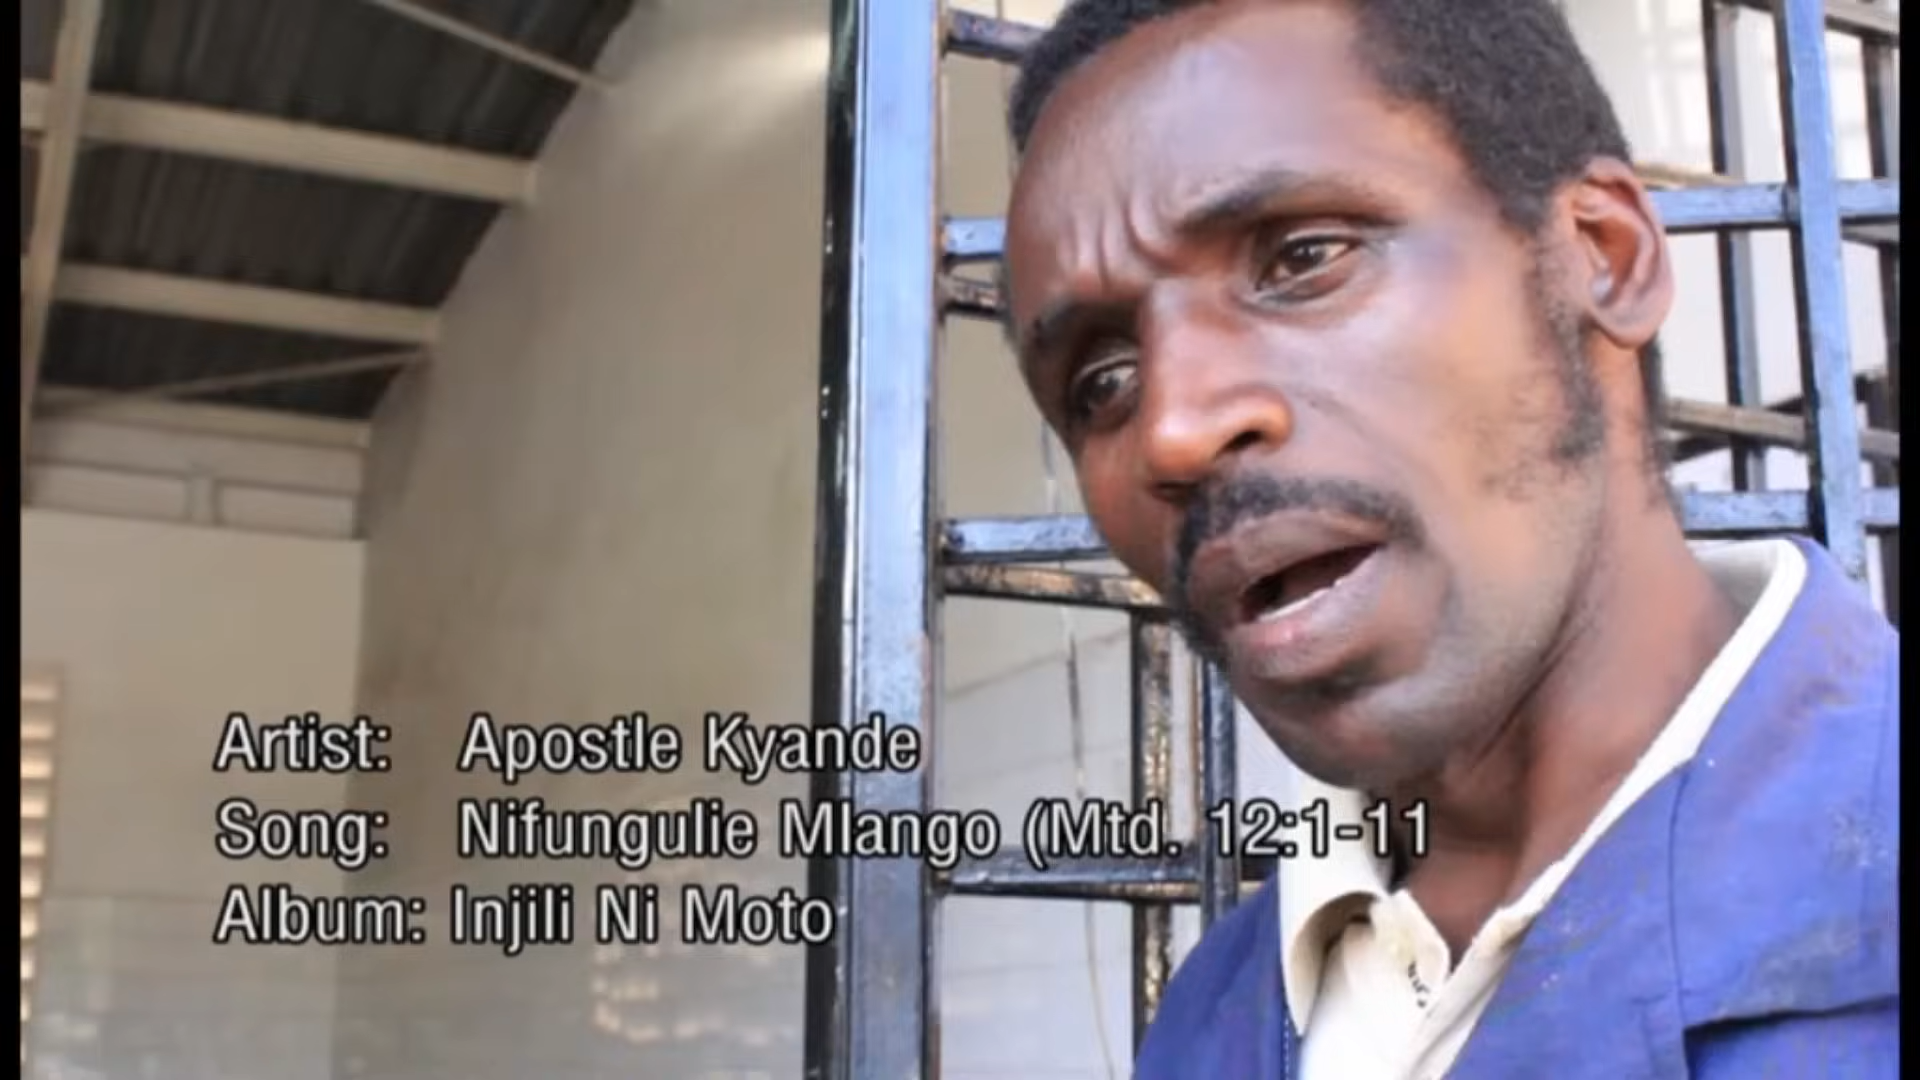 Artist: Apostle Kyande
Song: Nifungulie Mlango (Mtd. 12:1-11
Album: Injili Ni Moto